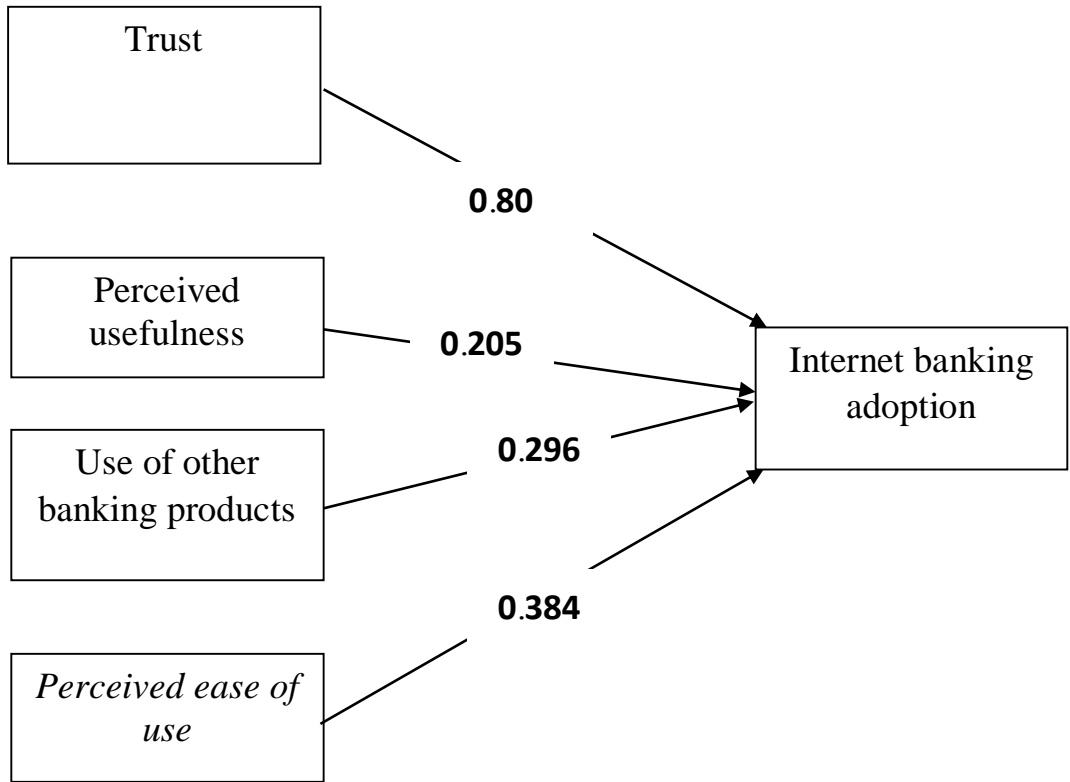 Trust
0.80
Perceived
usefulness
0.205
Internet banking
adoption
Use of other
banking products
0.296
0.384
Perceived ease of
use